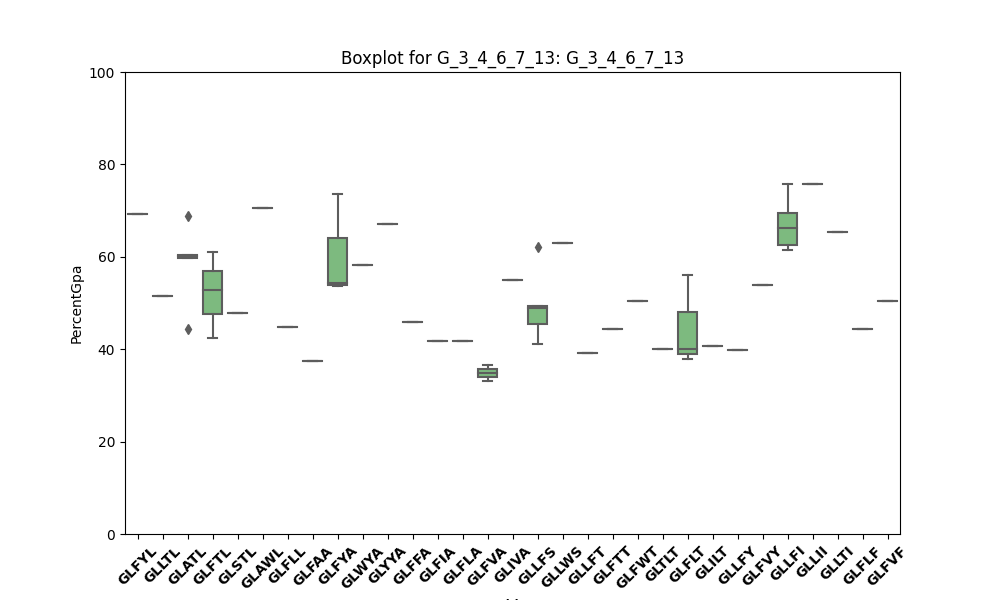 Boxplot for G_3_4_6_7_13: G_3_4_6_7_13
PercentGpa
100
80
60
40
20
0
GLFYL GLLTL GLATL GLFTL GLSTL GLAWL GLFLL GLFAA GLFYA GLWYA GLYYA GLFFA GLFIA GLFLA GLFVA GLIVA GLLFS GLLWS GLLFT GLFTT GLFWT GLTLT GLFLT GLILT GLLFY GLFVY GLLFI GLLII GLLTI GLFLF GLFVF